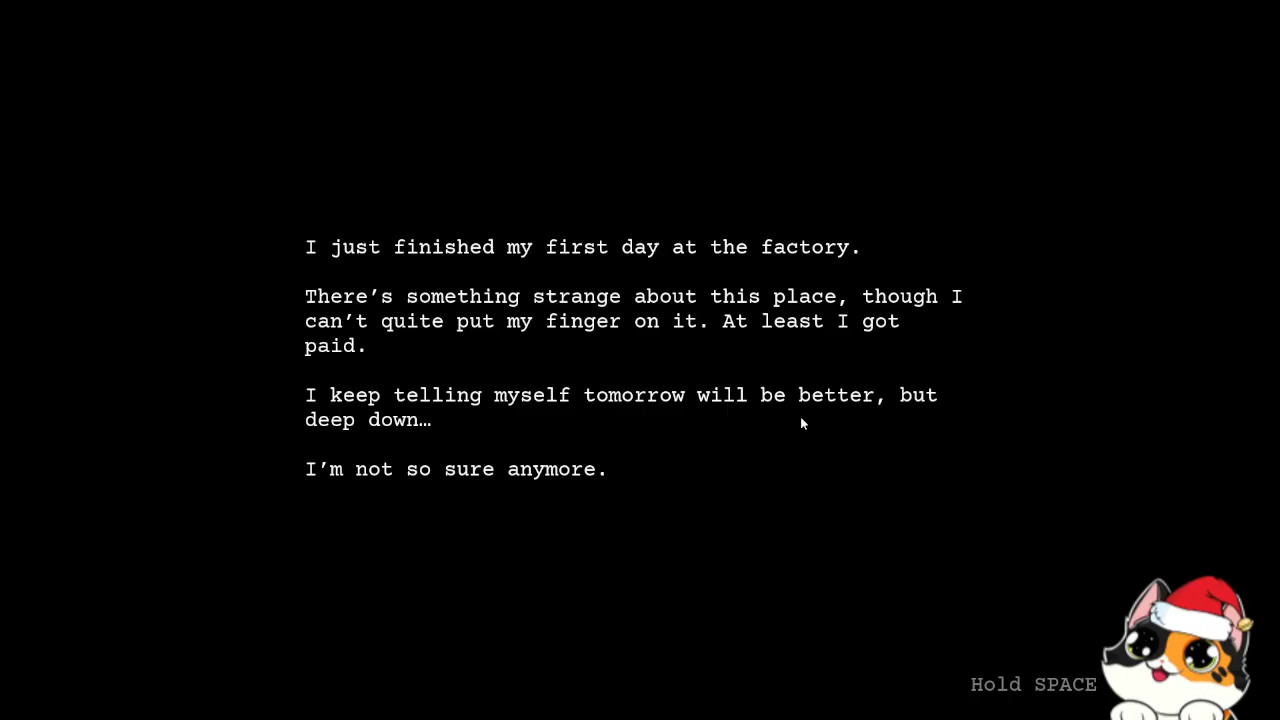 I just finished my first day at the factory.
There’s something strange about this place, though I
can’t quite put my finger on it. At least I got
paid.
I keep telling myself tomorrow will be better, but
deep down…
I’m not so sure anymore.
Hold SPACE